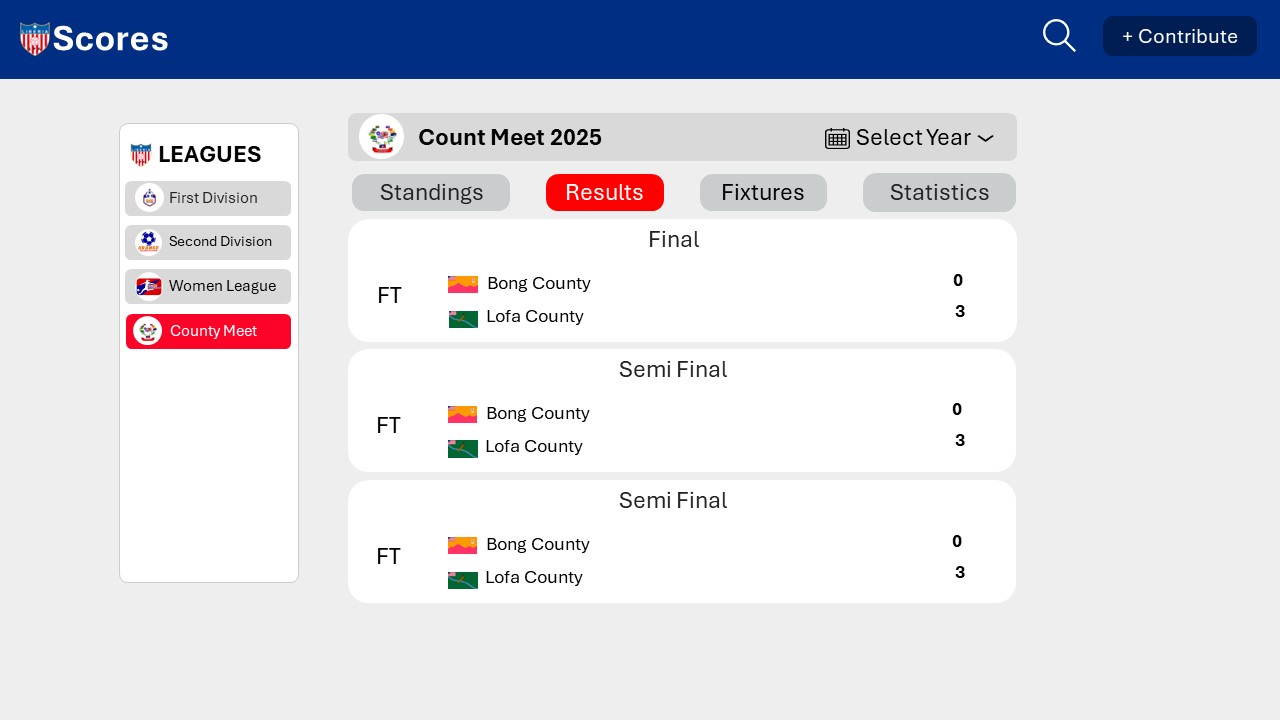 LIBERIA
Scores
+ Contribute
LEAGUES
First Division
Second Division
Women League
County Meet
Count Meet 2025
Select Year
Standings
Results
Fixtures
Statistics
Final
FT
Bong County
0
Lofa County
3
Semi Final
FT
Bong County
0
Lofa County
3
Semi Final
FT
Bong County
0
Lofa County
3